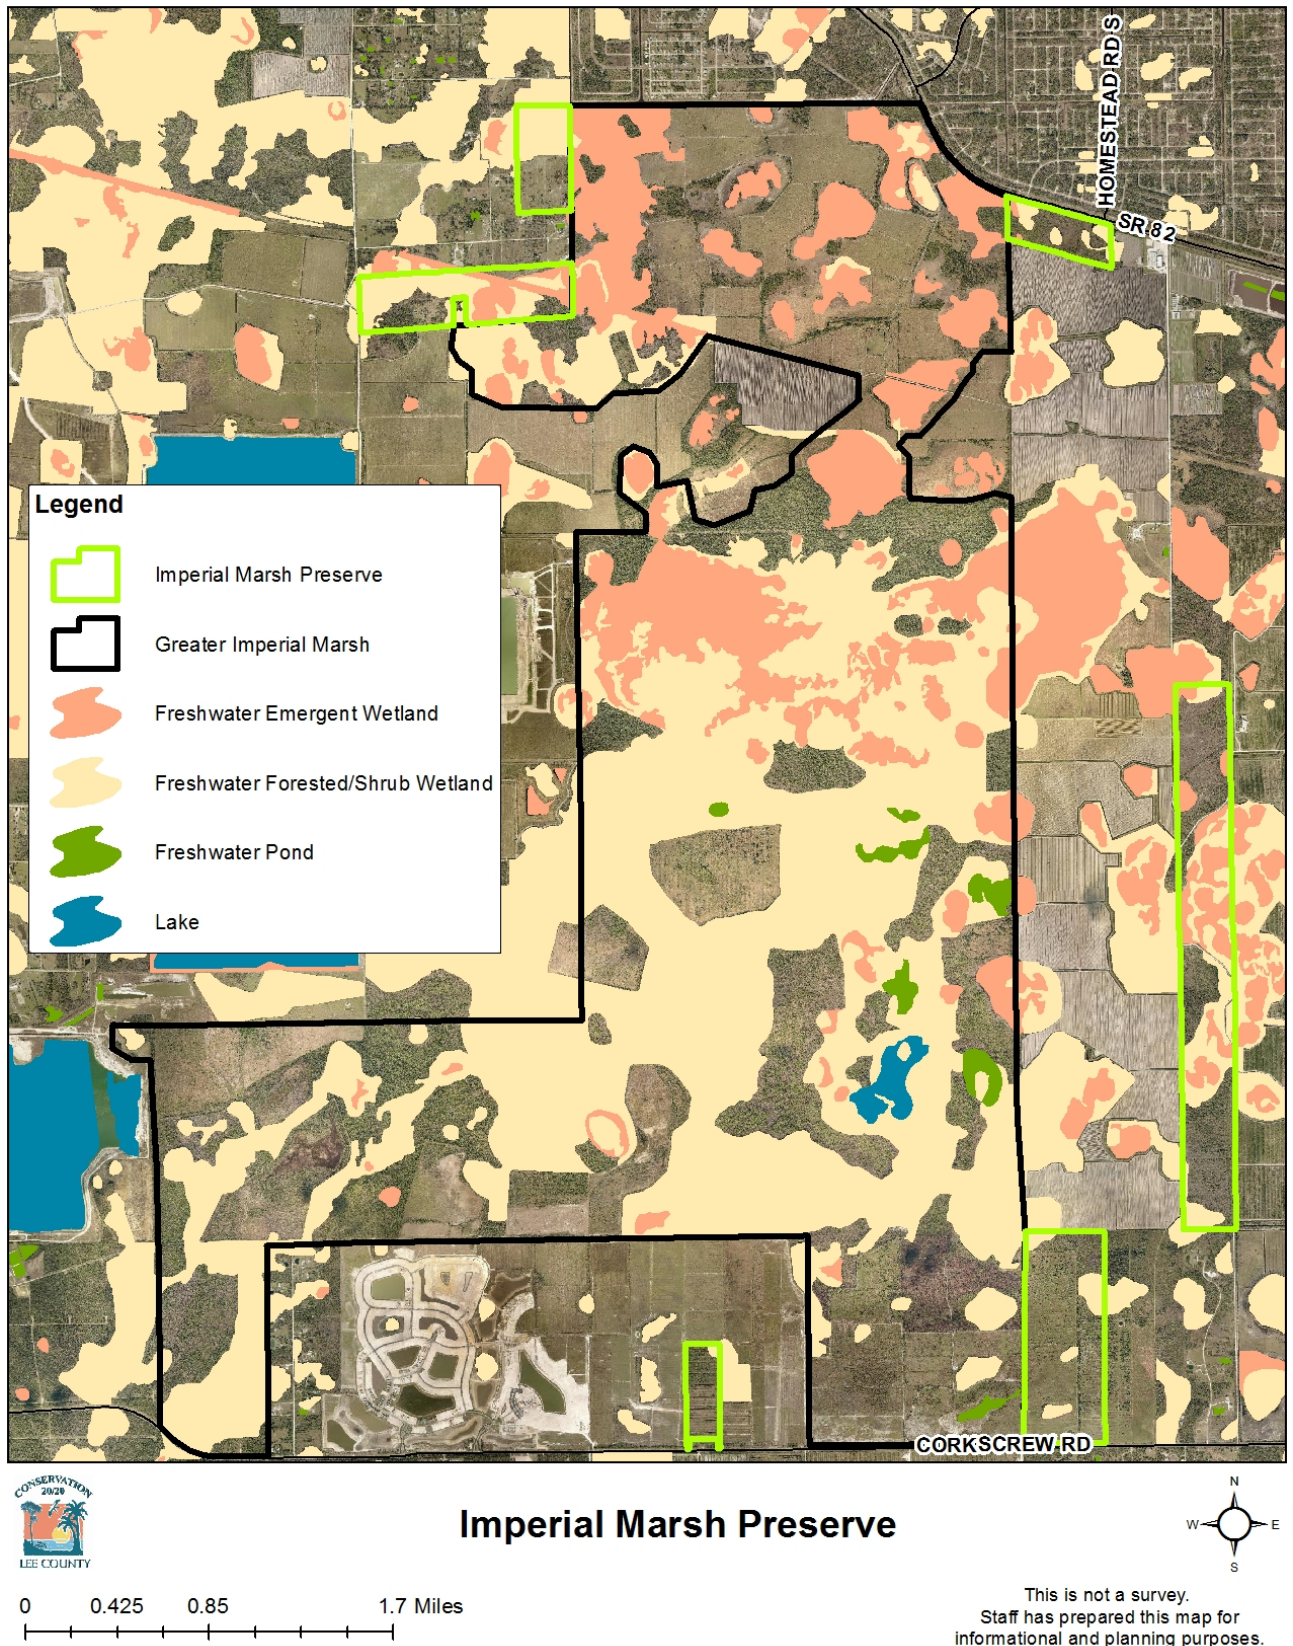 HOMESTEAD RD S
SR 82
Legend
Imperial Marsh Preserve
Greater Imperial Marsh
Freshwater Emergent Wetland
Freshwater Forested/Shrub Wetland
Freshwater Pond
Lake
CORKSCREW RD
CONSERVATION
20/20
LEE COUNTY
Imperial Marsh Preserve
N
W E
S
0 0.425 0.85 1.7 Miles
This is not a survey.
Staff has prepared this map for
informational and planning purposes.